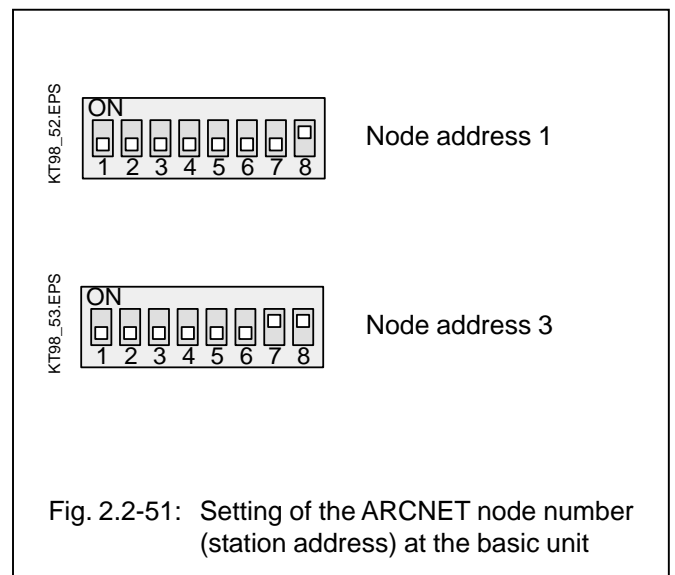 KT98_52.EPS
ON
1 2 3 4 5 6 7 8
Node address 1
KT98_53.EPS
ON
1 2 3 4 5 6 7 8
Node address 3
Fig. 2.2-51: Setting of the ARCNET node number
(station address) at the basic unit